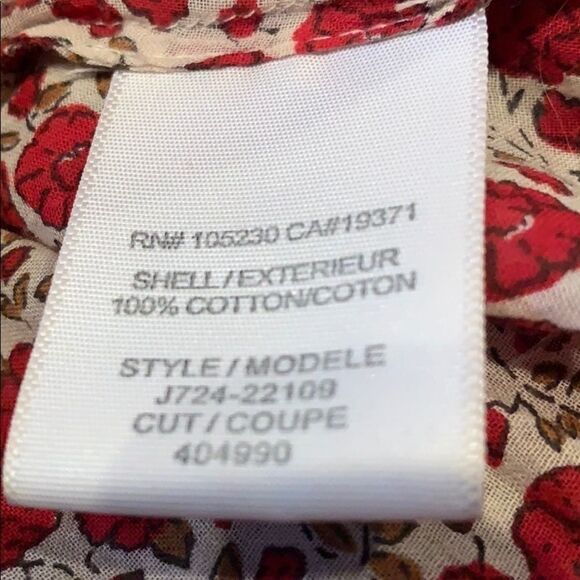 RN# 105230 CA#19371
SHELL/EXTERIEUR
100% COTTON/COTON
STYLE/MODELE
J724-22109
CUT/COUPE
404990